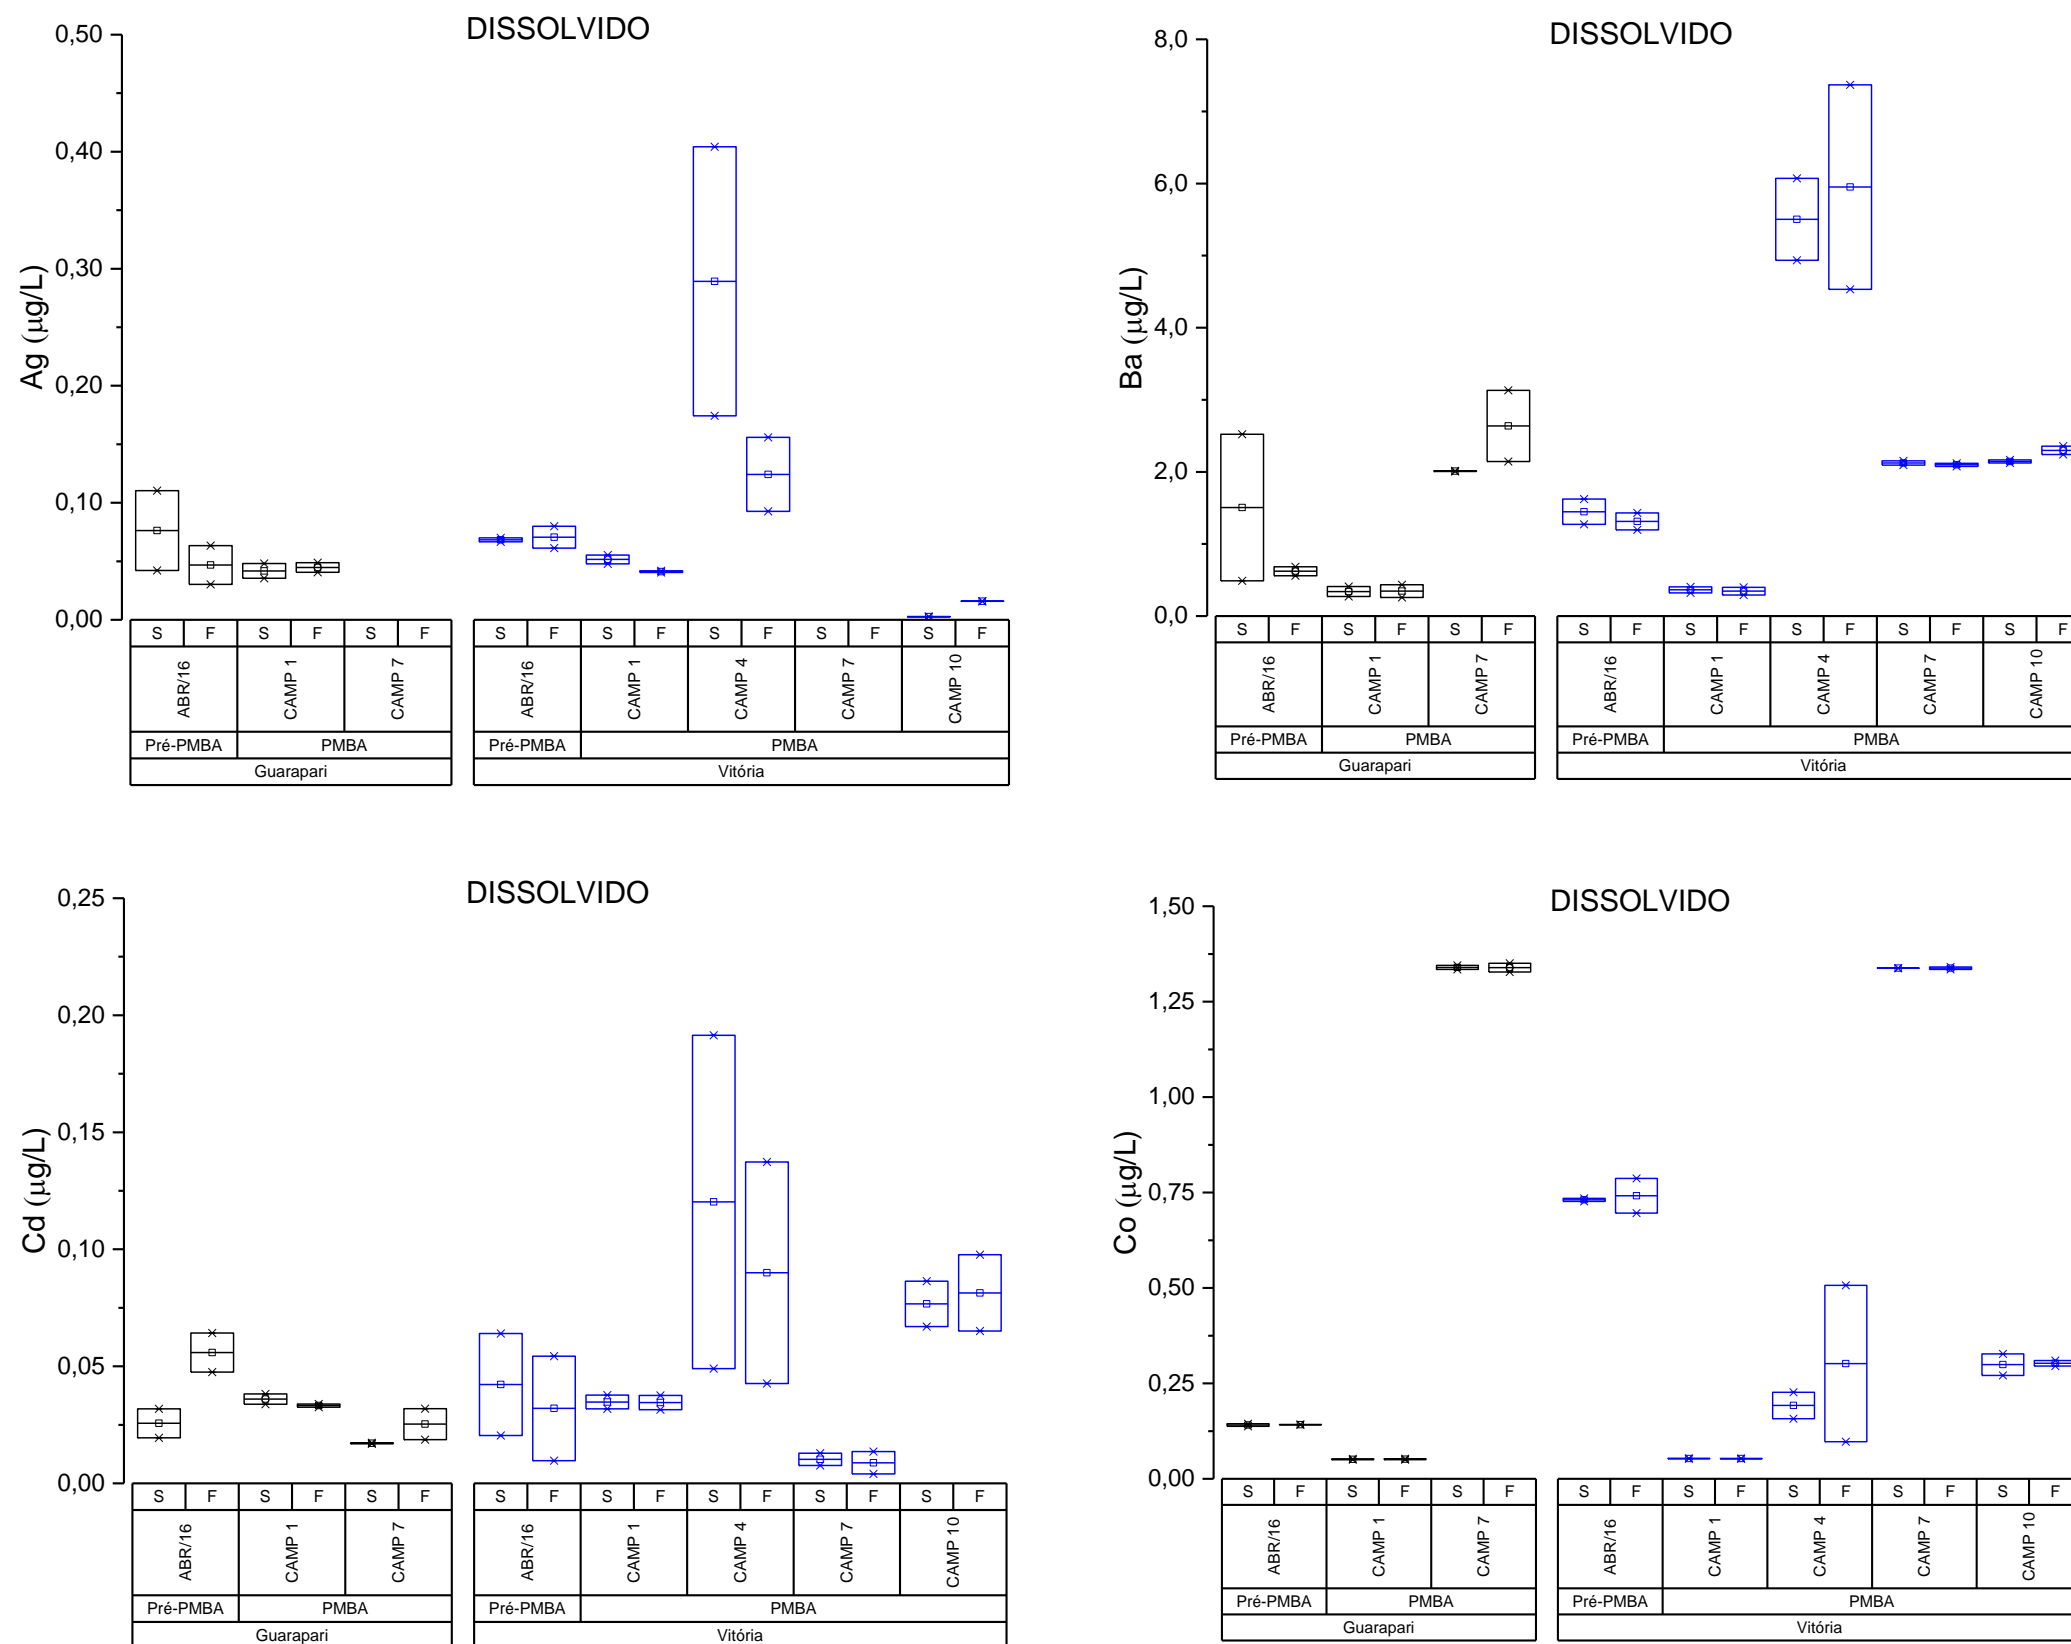 DISSOLVIDO
0,50
0,40
0,30
0,20
0,10
0,00
Ag (μg/L)
S F S F S F S F S F S F S F S F
ABR/16 CAMP 1 CAMP 7 ABR/16 CAMP 1 CAMP 4 CAMP 7 CAMP 10
Pré-PMBA PMBA Pré-PMBA PMBA
Guarapari Vitória
DISSOLVIDO
8,0
6,0
4,0
2,0
0,0
Ba (μg/L)
S F S F S F S F S F S F S F S F
ABR/16 CAMP 1 CAMP 7 ABR/16 CAMP 1 CAMP 4 CAMP 7 CAMP 10
Pré-PMBA PMBA Pré-PMBA PMBA
Guarapari Vitória
DISSOLVIDO
0,25
0,20
0,15
0,10
0,05
0,00
Cd (μg/L)
S F S F S F S F S F S F S F S F
ABR/16 CAMP 1 CAMP 7 ABR/16 CAMP 1 CAMP 4 CAMP 7 CAMP 10
Pré-PMBA PMBA Pré-PMBA PMBA
Guarapari Vitória
DISSOLVIDO
1,50
1,25
1,00
0,75
0,50
0,25
0,00
Co (μg/L)
S F S F S F S F S F S F S F S F
ABR/16 CAMP 1 CAMP 7 ABR/16 CAMP 1 CAMP 4 CAMP 7 CAMP 10
Pré-PMBA PMBA Pré-PMBA PMBA
Guarapari Vitória